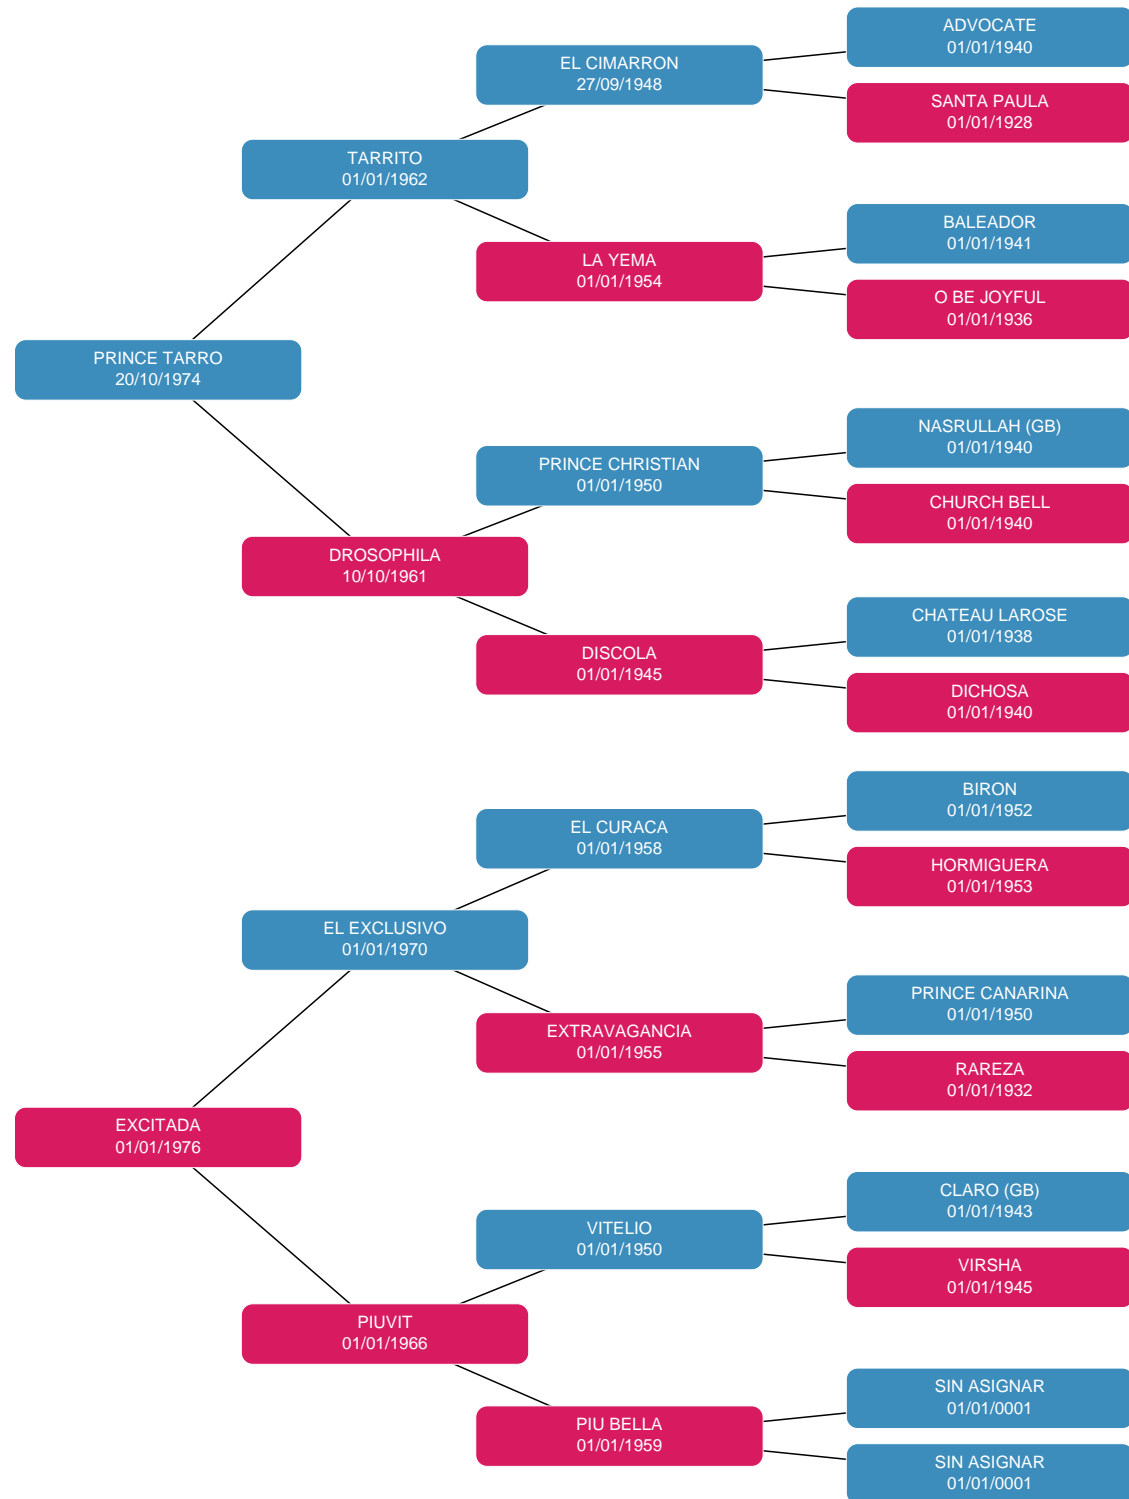 ADVOCATE
01/01/1940
EL CIMARRON
27/09/1948
SANTA PAULA
01/01/1928
TARRITO
01/01/1962
BALEADOR
01/01/1941
LA YEMA
01/01/1954
O BE JOYFUL
01/01/1936
PRINCE TARRO
20/10/1974
NASRULLAH (GB)
01/01/1940
PRINCE CHRISTIAN
01/01/1950
CHURCH BELL
01/01/1940
DROSOPHILA
10/10/1961
CHATEAU LAROSE
01/01/1938
DISCOLA
01/01/1945
DICHOSA
01/01/1940
BIRON
01/01/1952
EL CURACA
01/01/1958
HORMIGUERA
01/01/1953
EL EXCLUSIVO
01/01/1970
PRINCE CANARINA
01/01/1950
EXTRAVAGANCIA
01/01/1955
RAREZA
01/01/1932
EXCITADA
01/01/1976
CLARO (GB)
01/01/1943
VITELIO
01/01/1950
VIRSHA
01/01/1945
PIUVIT
01/01/1966
SIN ASIGNAR
01/01/0001
PIU BELLA
01/01/1959
SIN ASIGNAR
01/01/0001